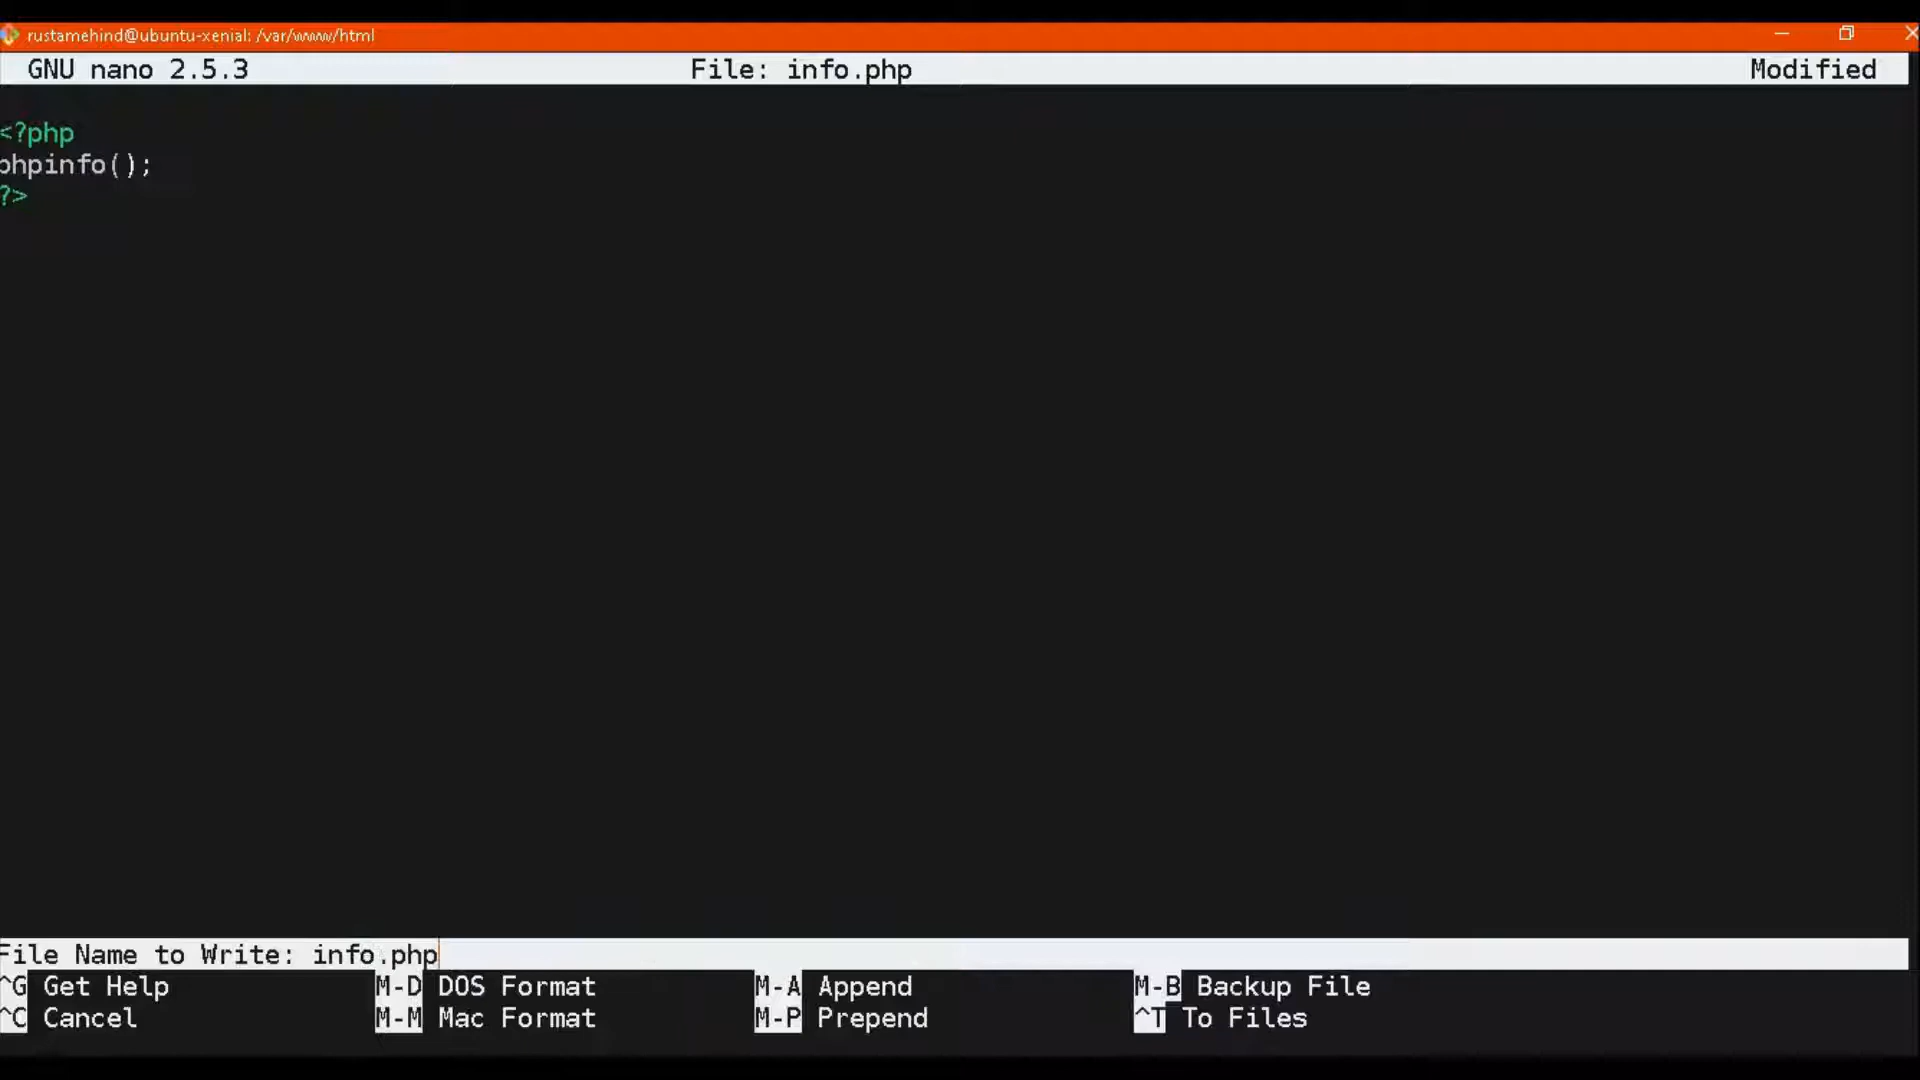 rustamehind@ubuntu-xenial: /var/www/html
GNU nano 2.5.3 File: info.php Modified
<?php
phpinfo();
?>
File Name to Write: info.php
^G Get Help M-D DOS Format M-A Append M-B Backup File
^C Cancel M-M Mac Format M-P Prepend ^T To Files